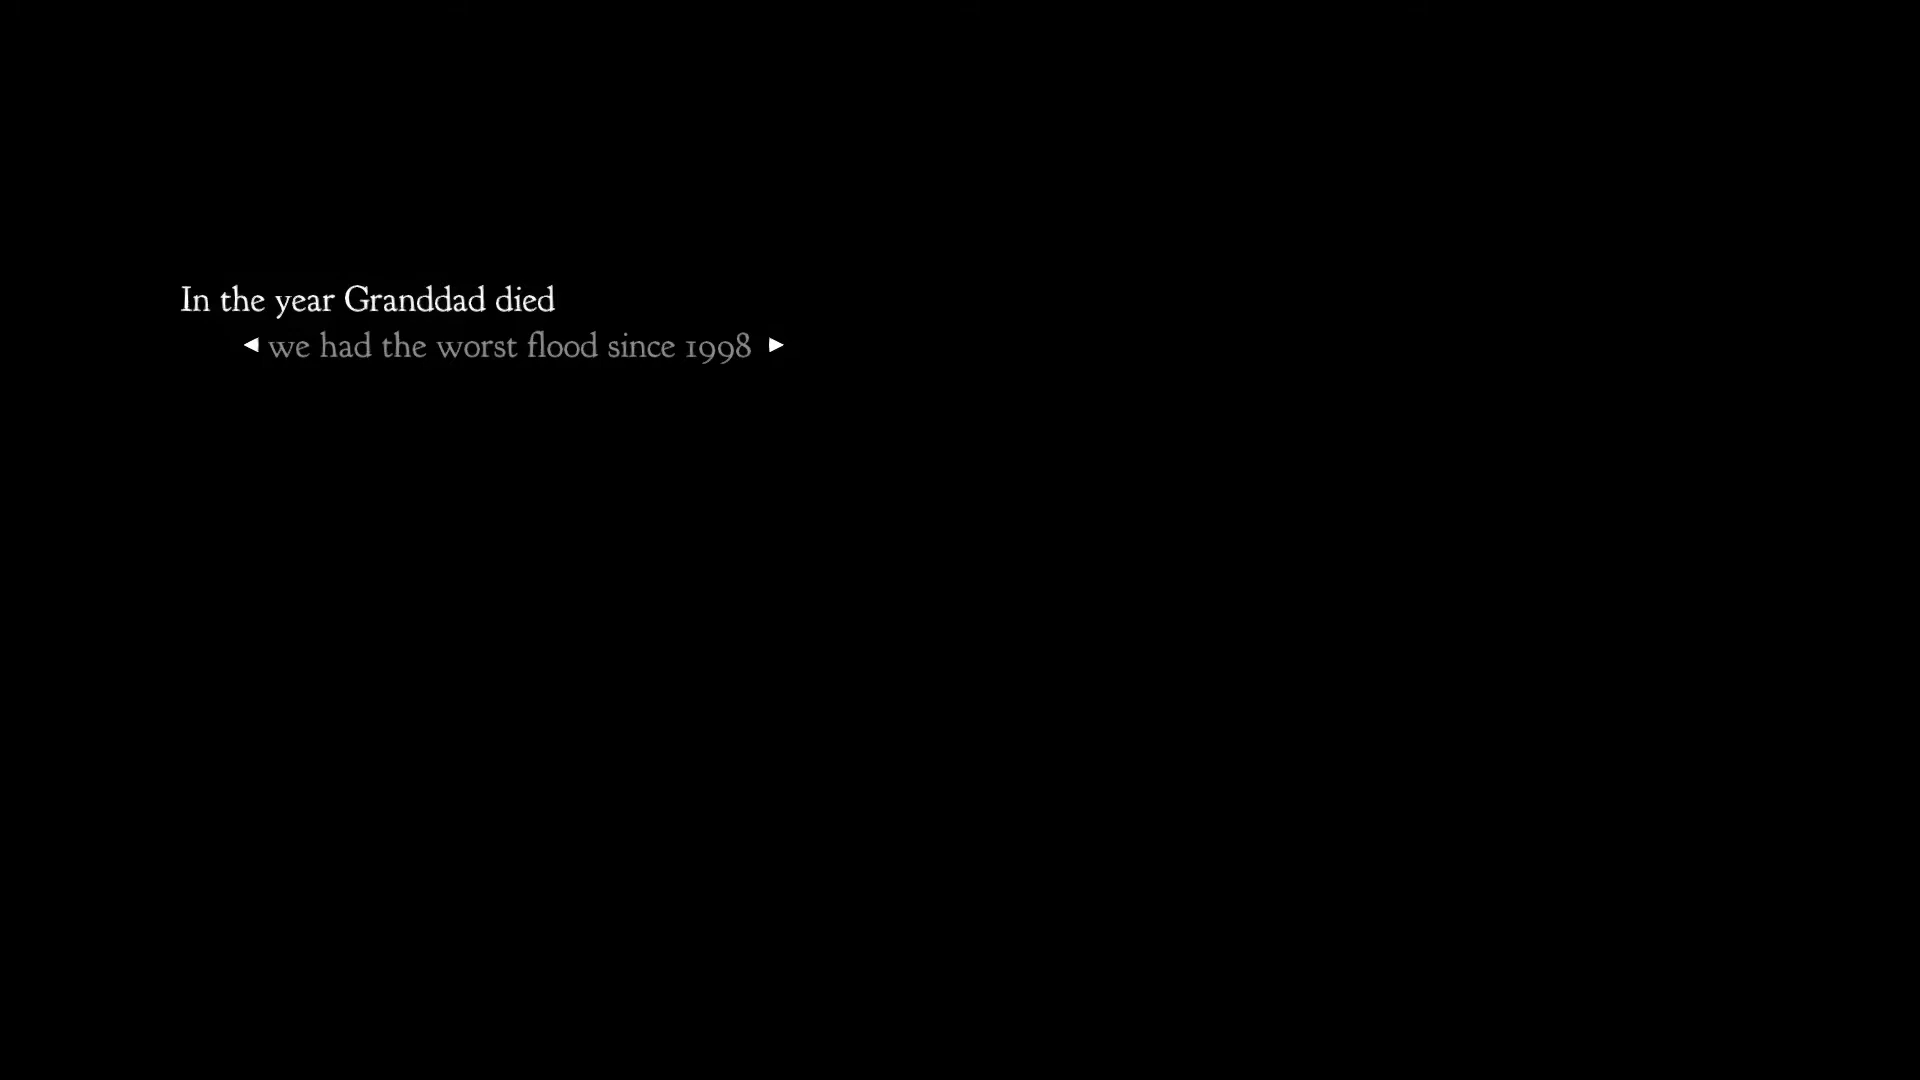 In the year Granddad died
◄ we had the worst flood since 1998 ►